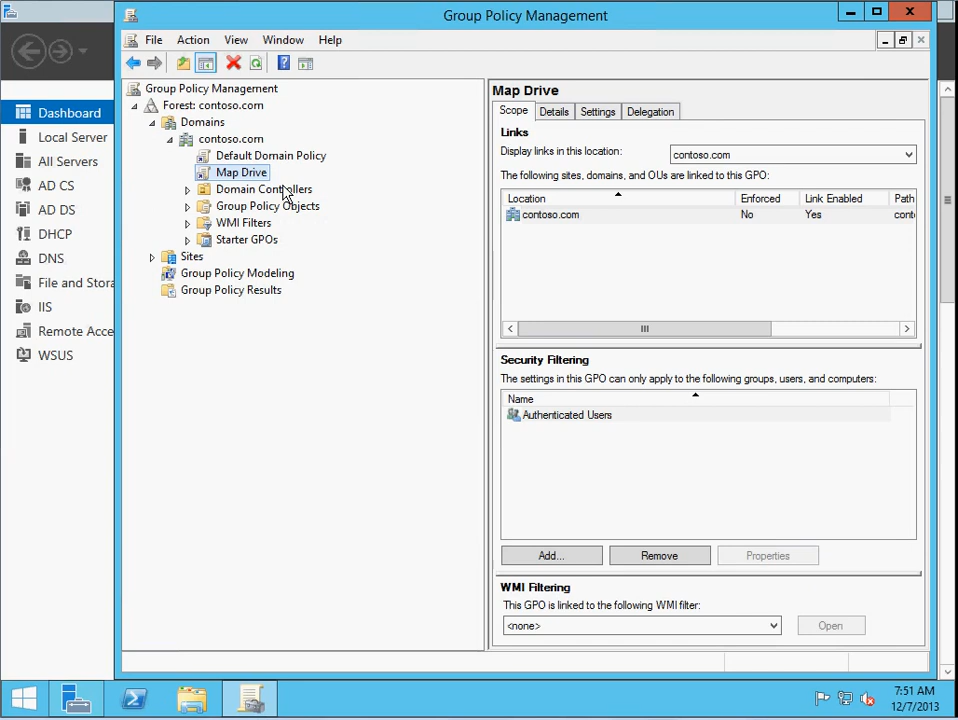 Group Policy Management
File Action View Window Help
Dashboard
Local Server
All Servers
AD CS
AD DS
DHCP
DNS
File and Stora
IIS
Remote Acce
WSUS
Group Policy Management
Forest: contoso.com
Domains
contoso.com
Default Domain Policy
Map Drive
Domain Controllers
Group Policy Objects
WMI Filters
Starter GPOs
Sites
Group Policy Modeling
Group Policy Results
Map Drive
Scope Details Settings Delegation
Links
Display links in this location: contoso.com
The following sites, domains, and OUs are linked to this GPO:
Location Enforced Link Enabled Path
contoso.com No Yes conto
Security Filtering
The settings in this GPO can only apply to the following groups, users, and computers:
Name
Authenticated Users
Add... Remove Properties
WMI Filtering
This GPO is linked to the following WMI filter:
<none> Open
7:51 AM
12/7/2013